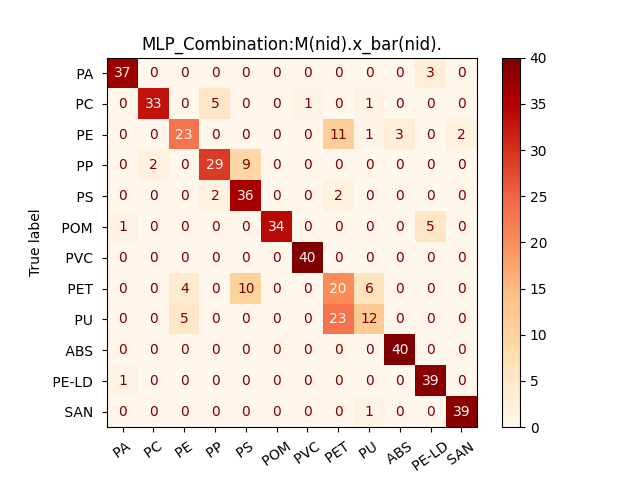 MLP_Combination:M(nid).x_bar(nid).
True label
PA 37 0 0 0 0 0 0 0 0 0 3 0
PC 0 33 0 5 0 0 1 0 1 0 0 0
PE 0 0 23 0 0 0 0 11 1 3 0 2
PP 0 2 0 29 9 0 0 0 0 0 0 0
PS 0 0 0 2 36 0 0 2 0 0 0 0
POM 1 0 0 0 0 34 0 0 0 0 5 0
PVC 0 0 0 0 0 0 40 0 0 0 0 0
PET 0 0 4 0 10 0 0 20 6 0 0 0
PU 0 0 5 0 0 0 0 23 12 0 0 0
ABS 0 0 0 0 0 0 0 0 0 40 0 0
PE-LD 1 0 0 0 0 0 0 0 0 0 39 0
SAN 0 0 0 0 0 0 0 0 1 0 0 39
PA PC PE PP PS POM PVC PET PU ABS PE-LD SAN
40
35
30
25
20
15
10
5
0